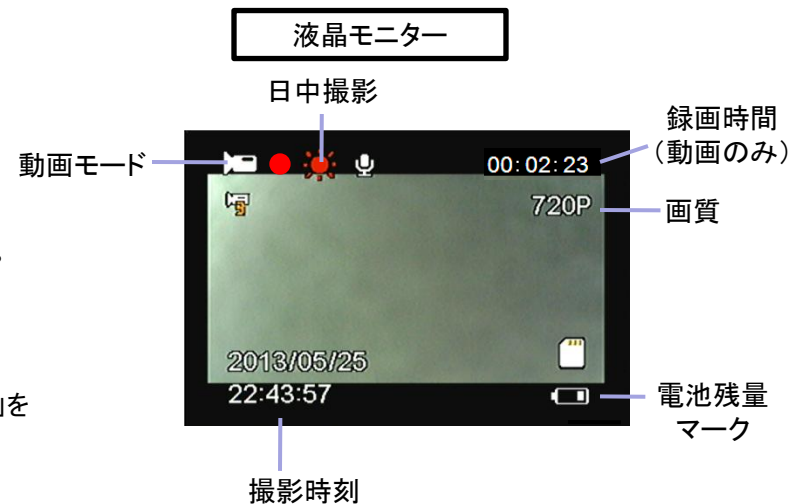 液晶モニター
日中撮影
録画時間
(動画のみ)
動画モード
00:02:23
720P
画質
2013/05/25
22:43:57
を
電池残量
マーク
撮影時刻